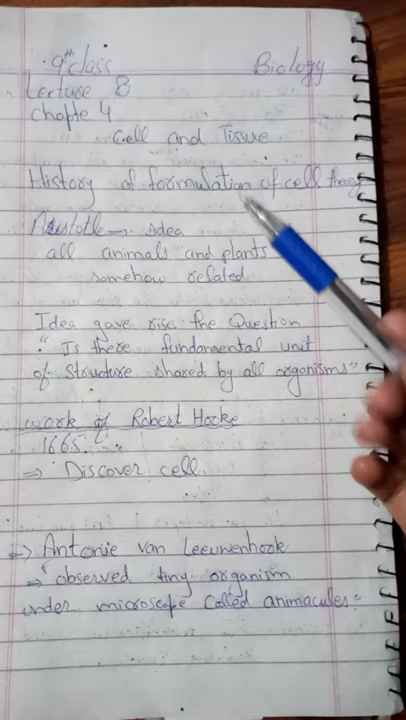 9th class Biology
Lecture 8
chapte 4
Cell and Tissue
History of formulation of cell theory
Aristotle → idea
all animals and plants
somehow related
Idea gave rise the Question
"Is there fundamental unit
of structure shared by all organisms"
work of Robert Hooke
1665.
⇒ Discover cell.
→ Antonie van Leeuwenhook
⇒ observed tiny organism
under microscope called animacules.